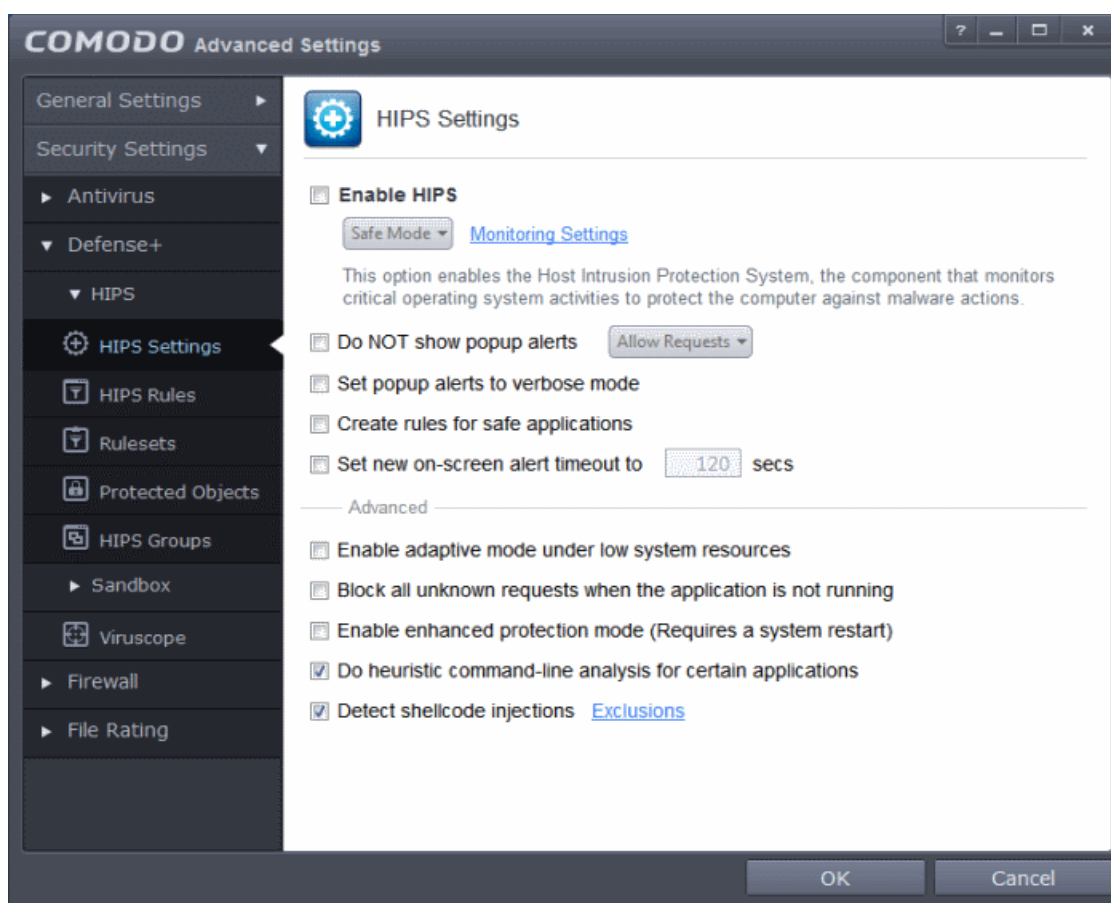 COMODO Advanced Settings
?
General Settings
Security Settings
Antivirus
Defense+
HIPS
HIPS Settings
HIPS Rules
Rulesets
Protected Objects
HIPS Groups
Sandbox
Viruscope
Firewall
File Rating
HIPS Settings
Enable HIPS
Safe Mode Monitoring Settings
This option enables the Host Intrusion Protection System, the component that monitors
critical operating system activities to protect the computer against malware actions.
Do NOT show popup alerts Allow Requests
Set popup alerts to verbose mode
Create rules for safe applications
Set new on-screen alert timeout to 120 secs
Advanced
Enable adaptive mode under low system resources
Block all unknown requests when the application is not running
Enable enhanced protection mode (Requires a system restart)
Do heuristic command-line analysis for certain applications
Detect shellcode injections Exclusions
OK Cancel